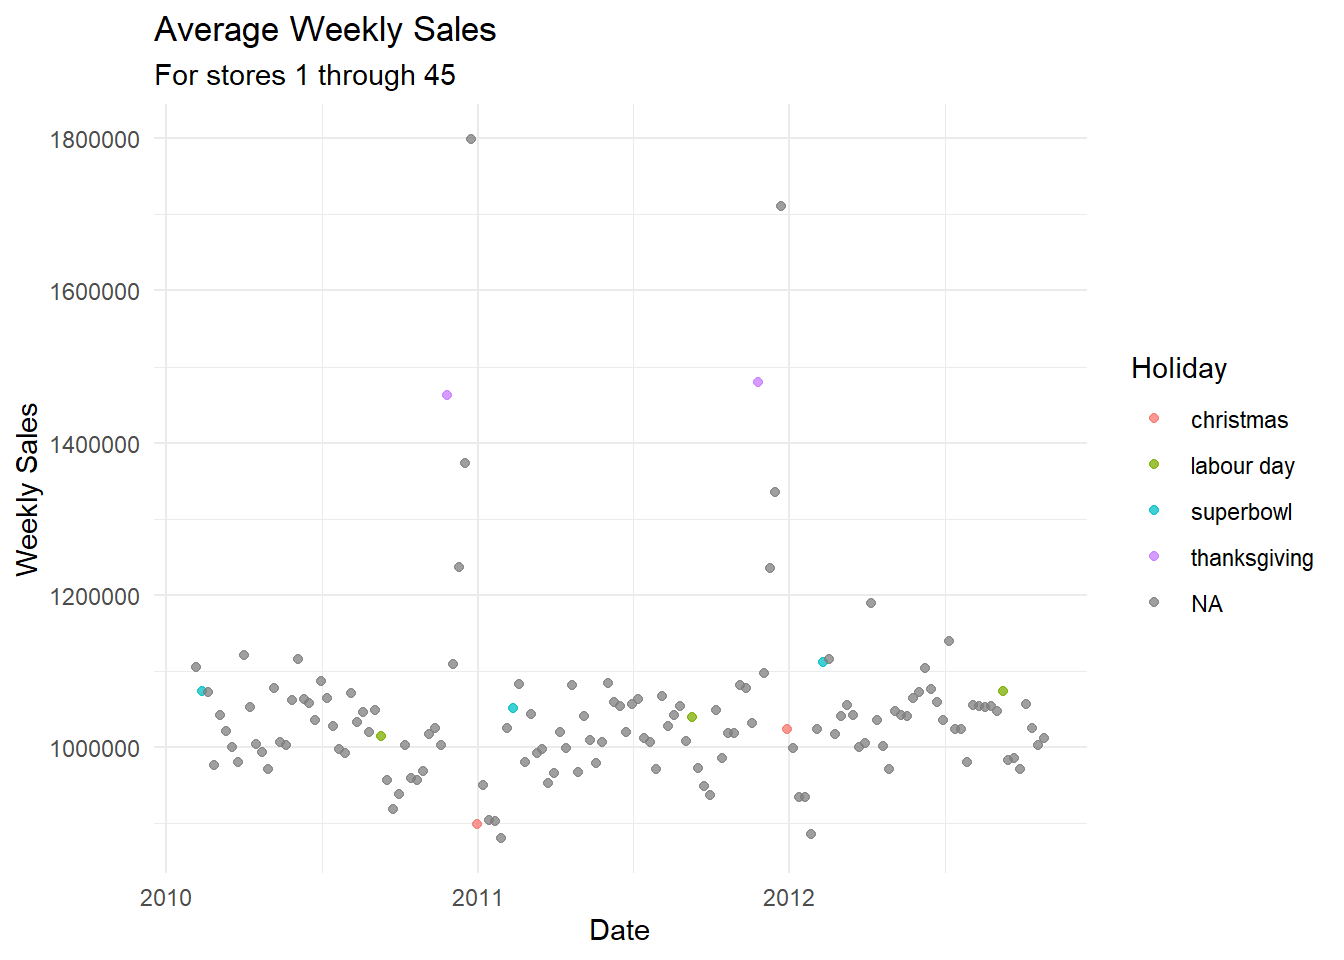 Average Weekly Sales
For stores 1 through 45
1800000
1600000
1400000
1200000
1000000
Weekly Sales
2010
2011
2012
Date
Holiday
christmas
labour day
superbowl
thanksgiving
NA